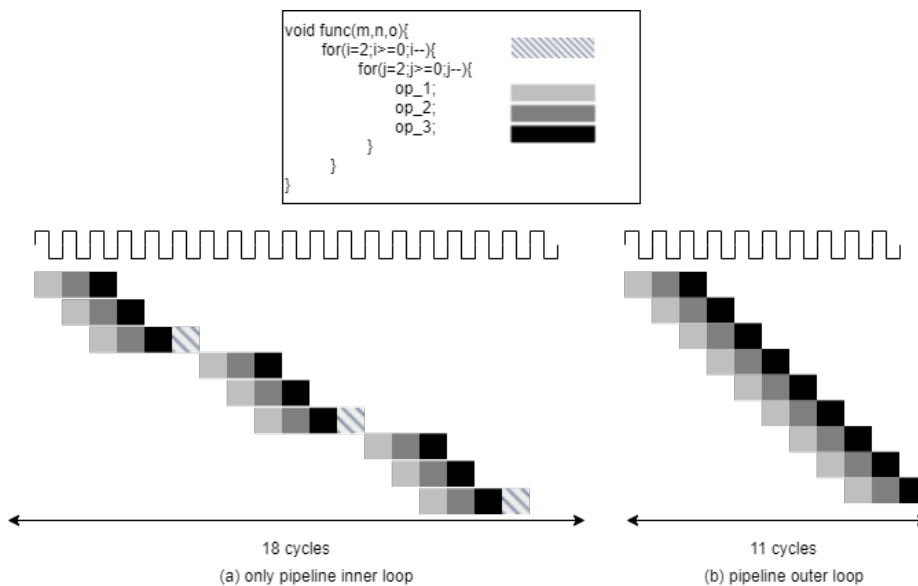 void func(m,n,o){
for(i=2;i>=0;i--){
for(j=2;j>=0;j--){
op_1;
op_2;
op_3;
}
}
}
18 cycles
(a) only pipeline inner loop
11 cycles
(b) pipeline outer loop